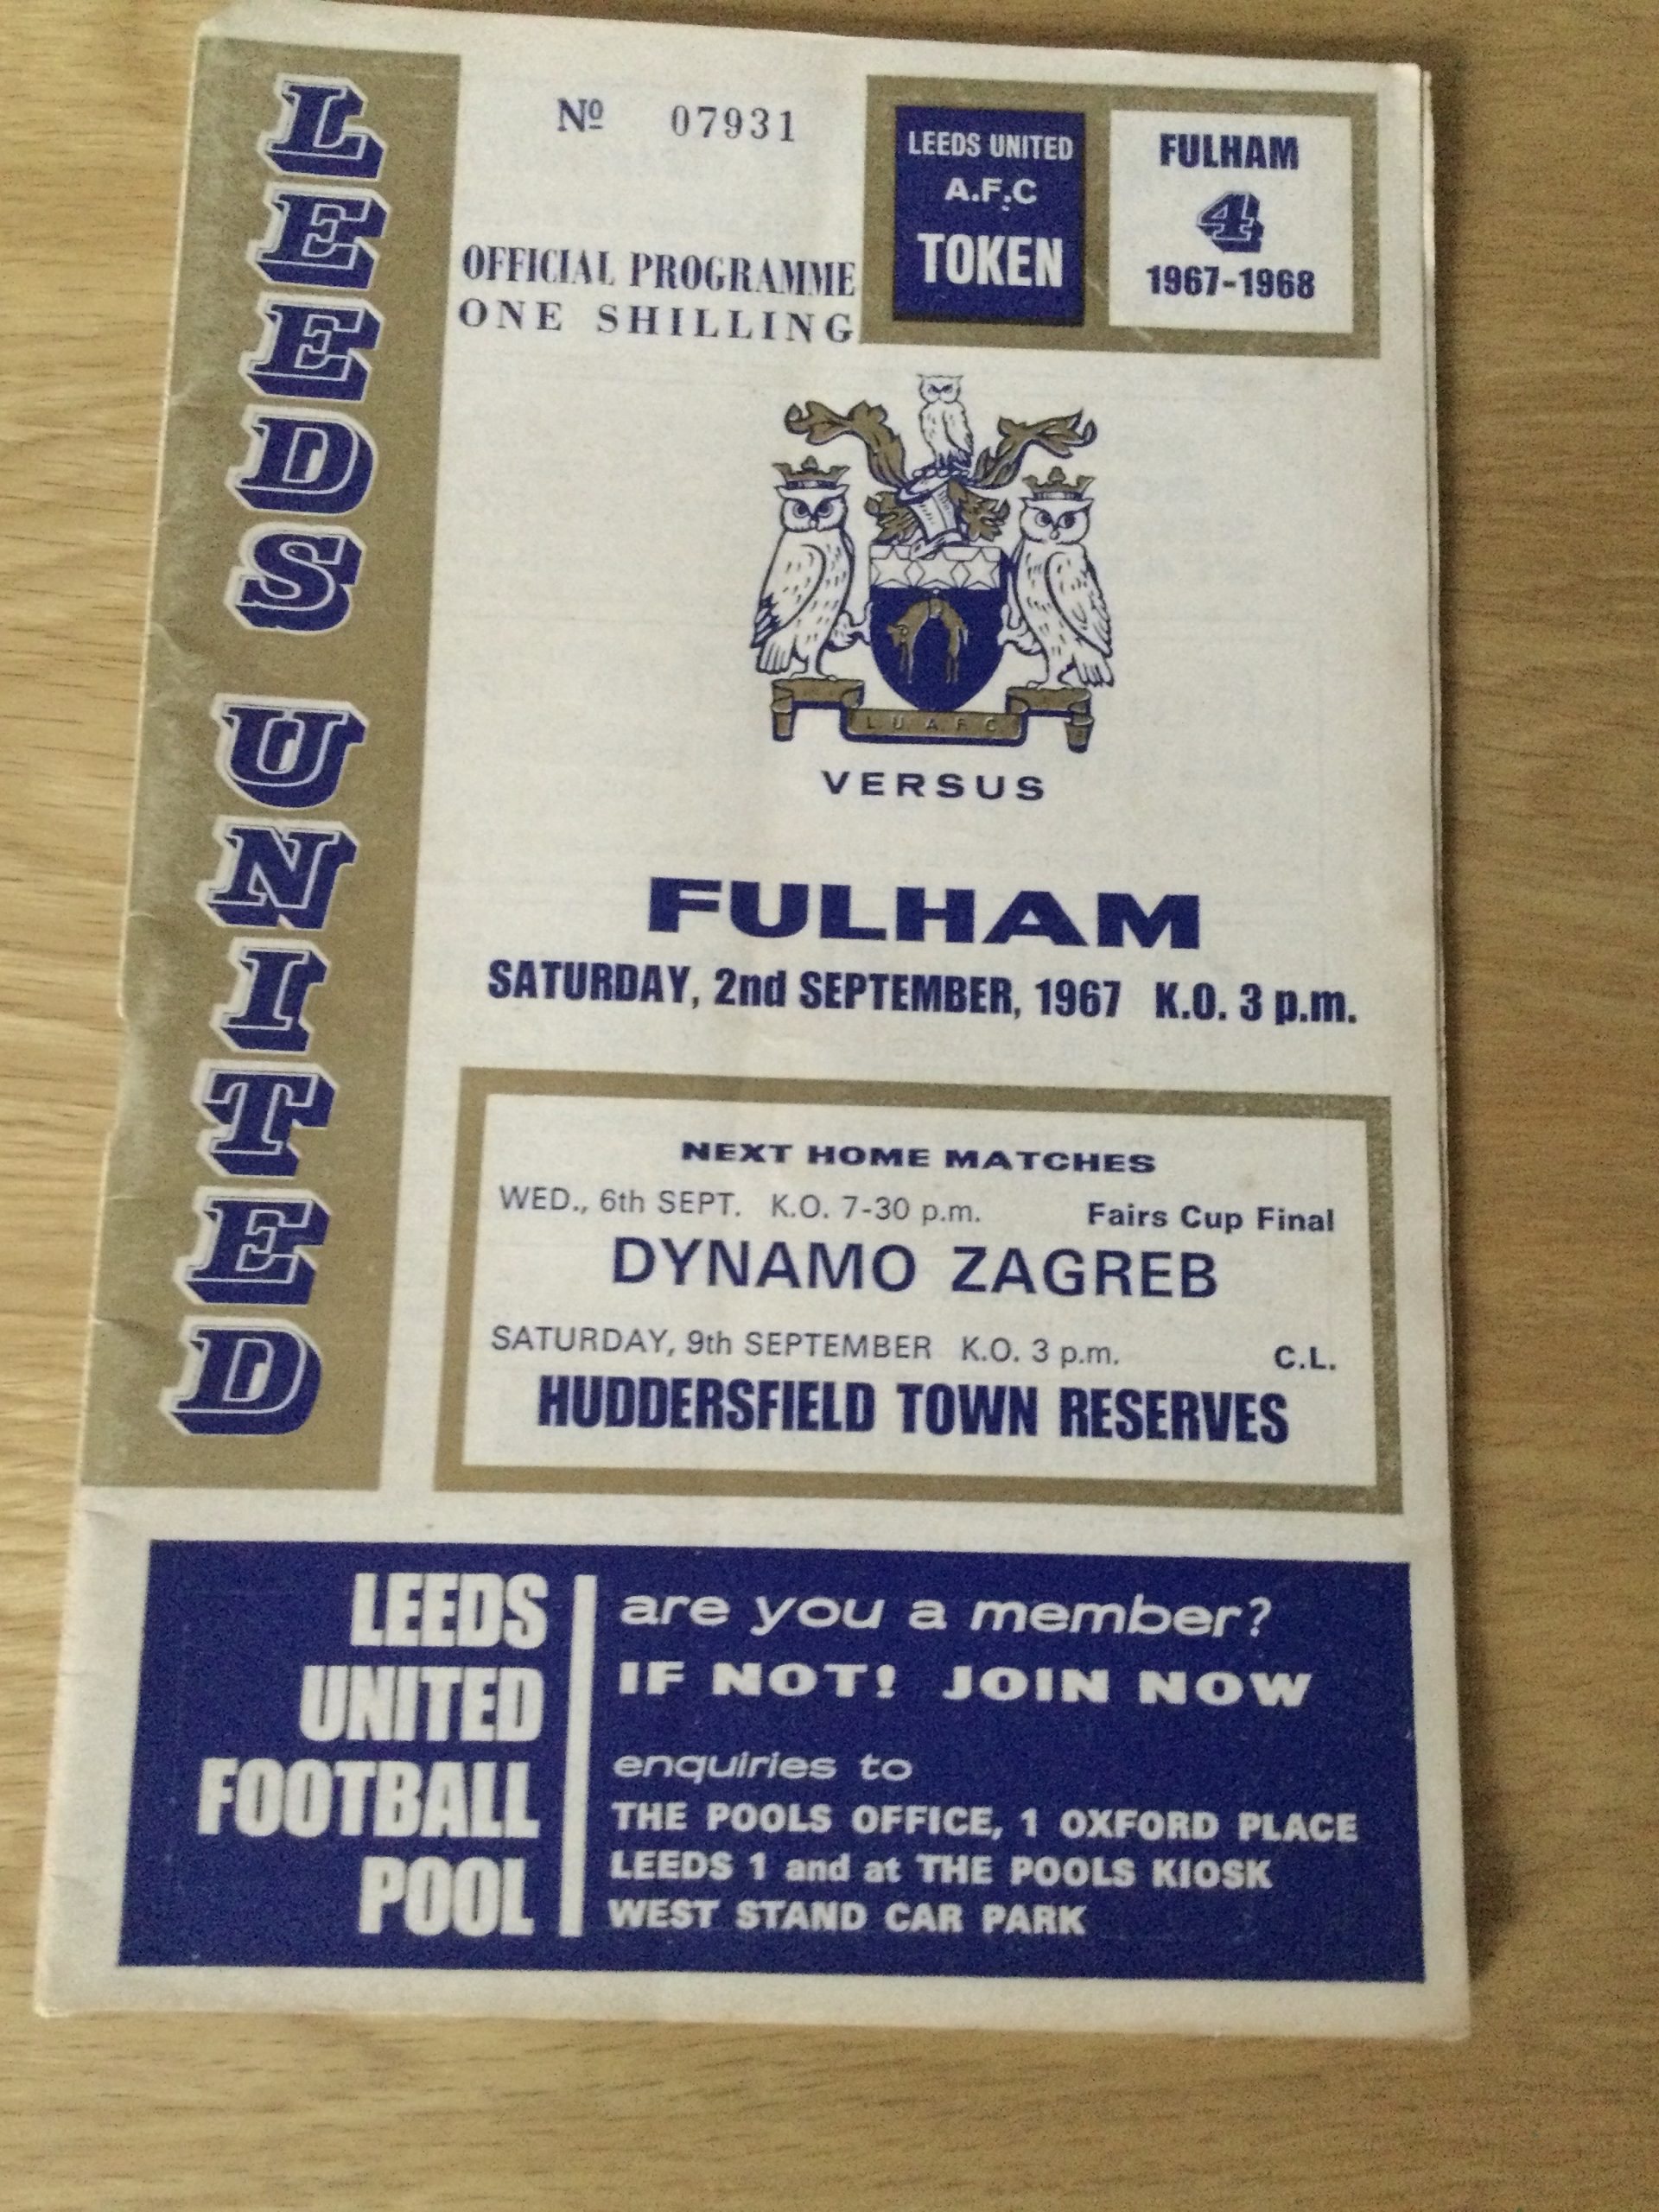 LEEDS UNITED
Nº 07931
OFFICIAL PROGRAMME
ONE SHILLING
LEEDS UNITED
A.F.C
TOKEN
FULHAM
4
1967-1968
L U A F C
VERSUS
FULHAM
SATURDAY, 2nd SEPTEMBER, 1967 K.O. 3 p.m.
NEXT HOME MATCHES
WED., 6th SEPT. K.O. 7-30 p.m. Fairs Cup Final
DYNAMO ZAGREB
SATURDAY, 9th SEPTEMBER K.O. 3 p.m. C.L.
HUDDERSFIELD TOWN RESERVES
LEEDS
UNITED
FOOTBALL
POOL
are you a member?
IF NOT! JOIN NOW
enquiries to
THE POOLS OFFICE, 1 OXFORD PLACE
LEEDS 1 and at THE POOLS KIOSK
WEST STAND CAR PARK